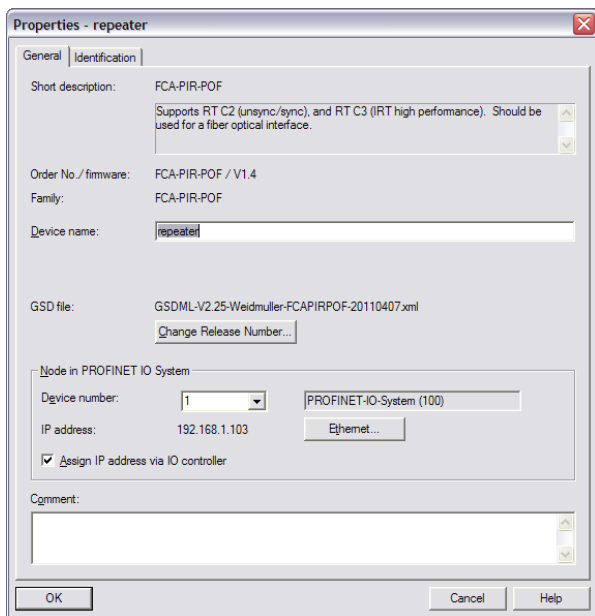 Properties - repeater
General
Identification
Short description: FCA-PIR-POF
Supports RT C2 (unsync/sync), and RT C3 (IRT high performance). Should be
used for a fiber optical interface.
Order No./ firmware: FCA-PIR-POF / V1.4
Family: FCA-PIR-POF
Device name: repeater
GSD file: GSDML-V2.25-Weidmuller-FCAPIRPOF-20110407.xml
Change Release Number...
Node in PROFINET IO System
Device number: 1 PROFINET-IO-System (100)
IP address: 192.168.1.103 Ethernet...
Assign IP address via IO controller
Comment:
OK Cancel Help